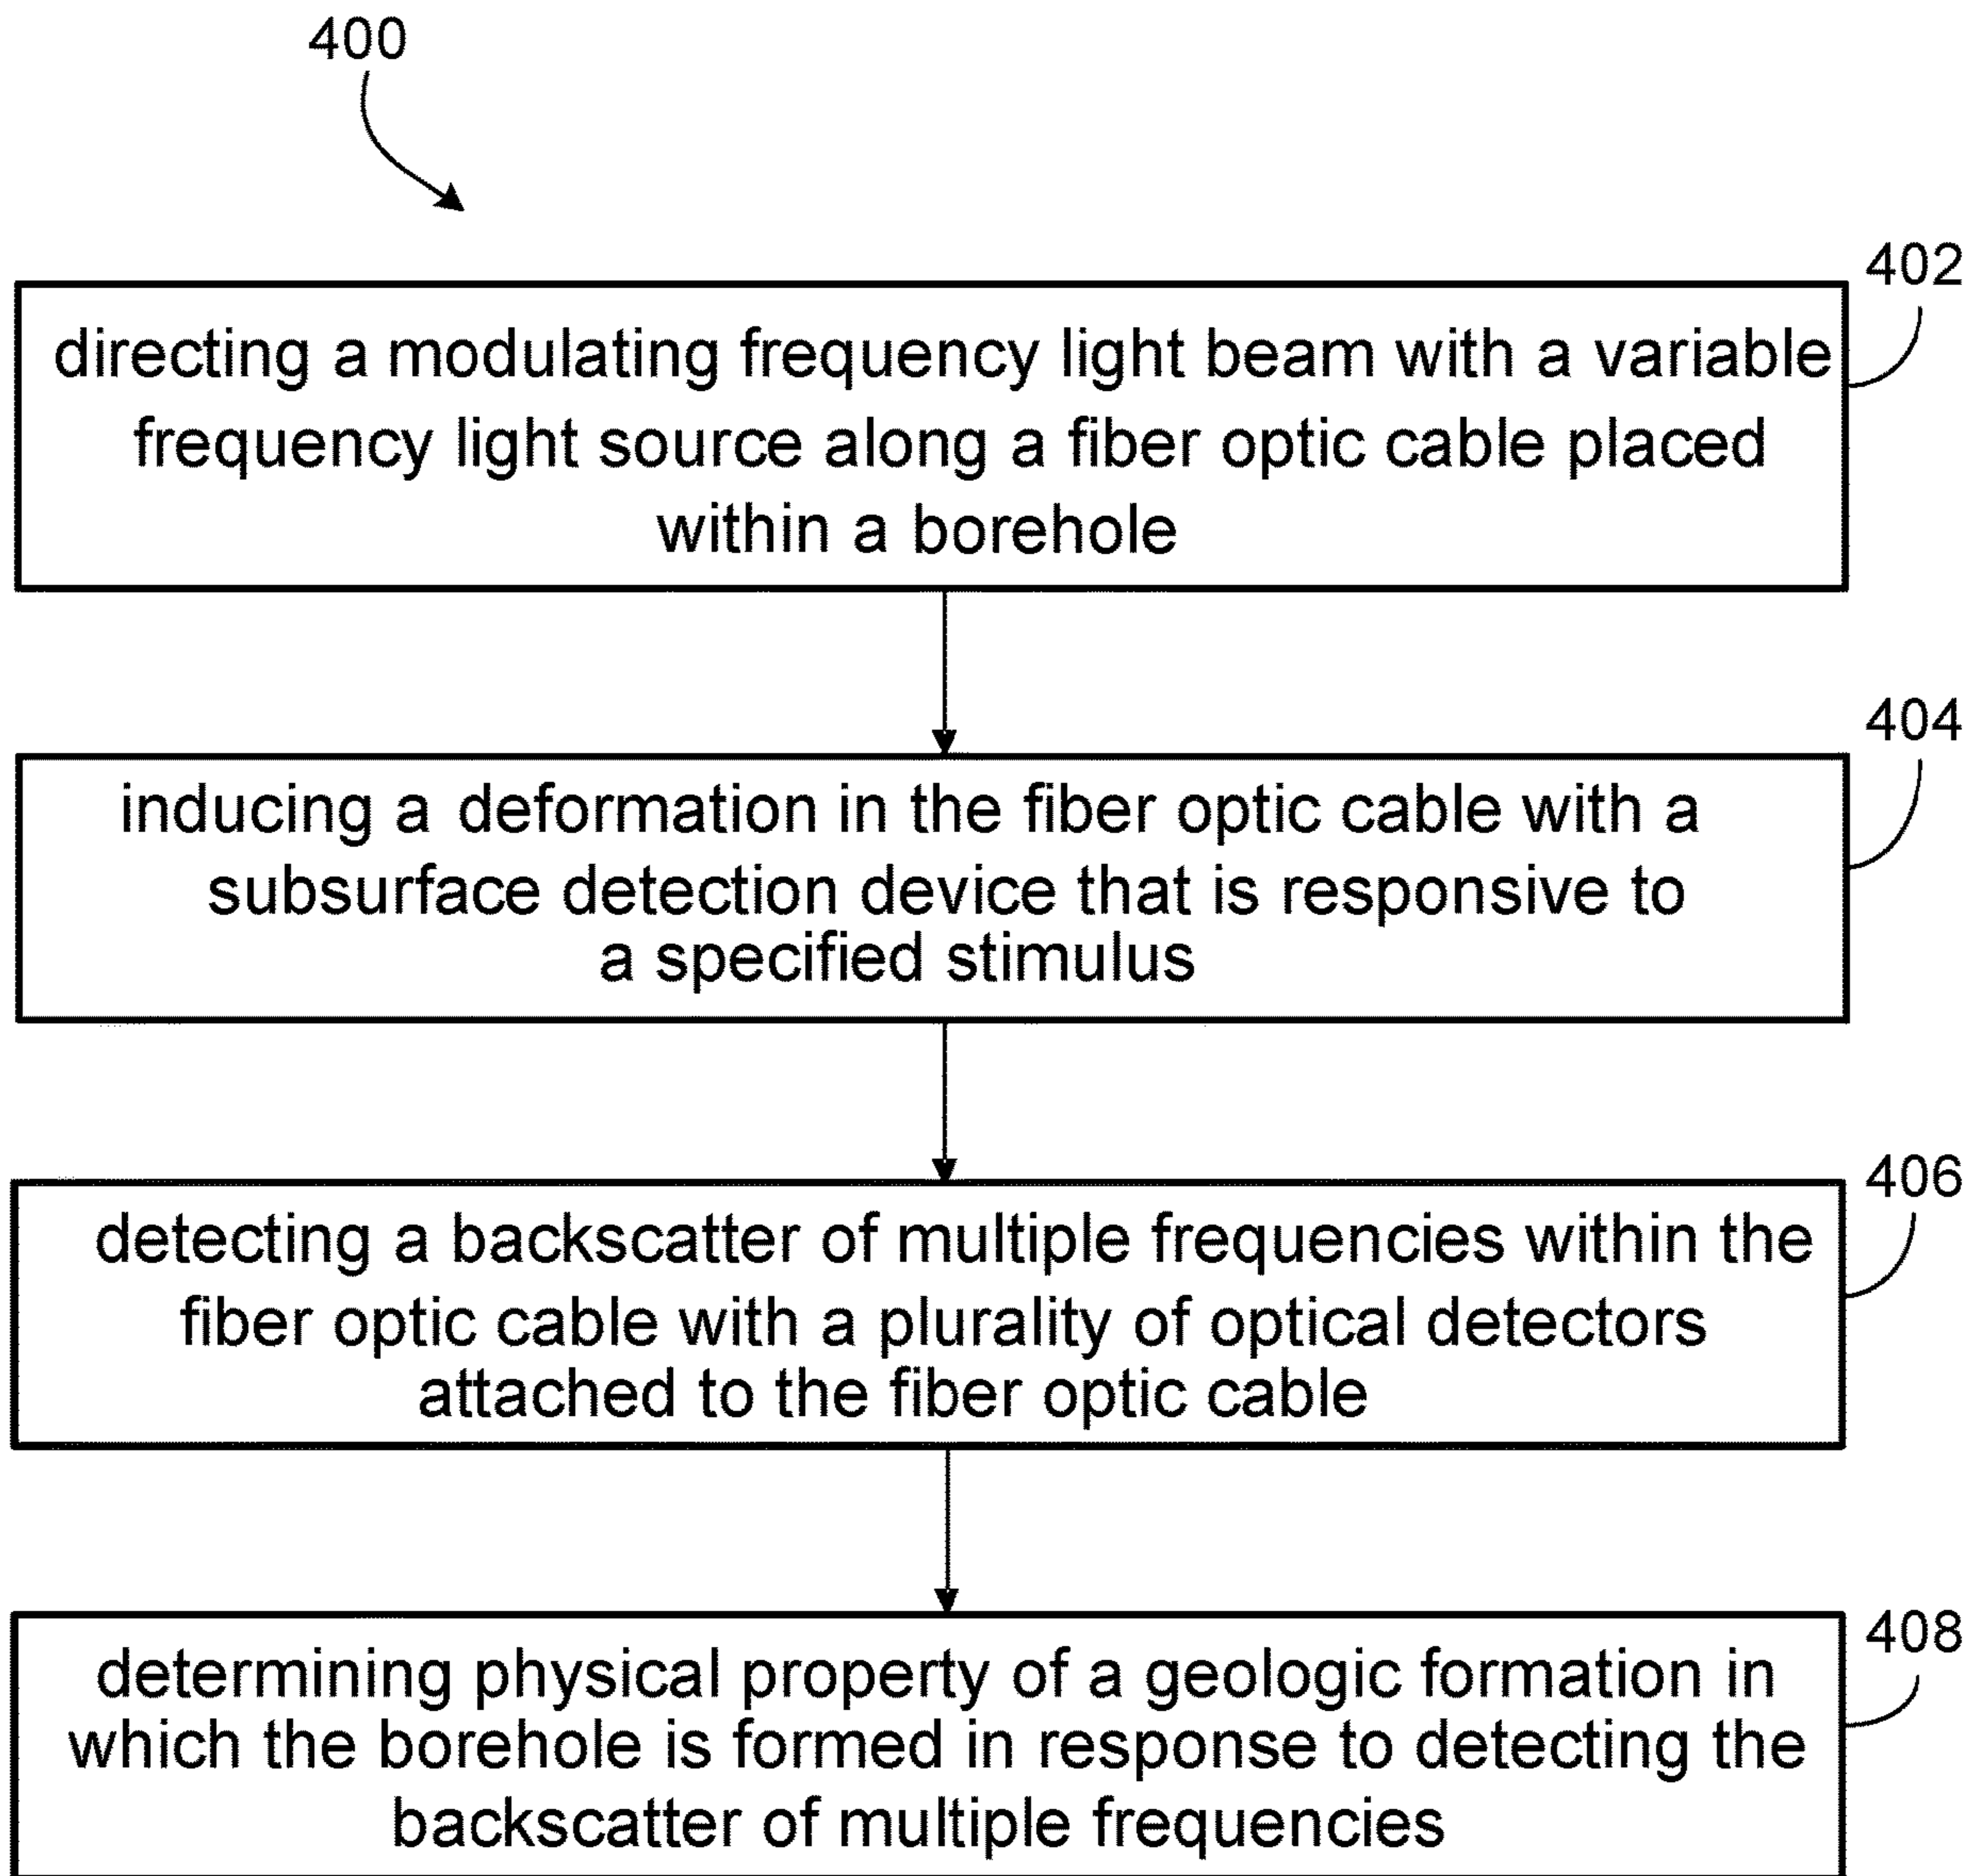 400
402
directing a modulating frequency light beam with a variable
frequency light source along a fiber optic cable placed
within a borehole
404
inducing a deformation in the fiber optic cable with a
subsurface detection device that is responsive to
a specified stimulus
406
detecting a backscatter of multiple frequencies within the
fiber optic cable with a plurality of optical detectors
attached to the fiber optic cable
408
determining physical property of a geologic formation in
which the borehole is formed in response to detecting the
backscatter of multiple frequencies